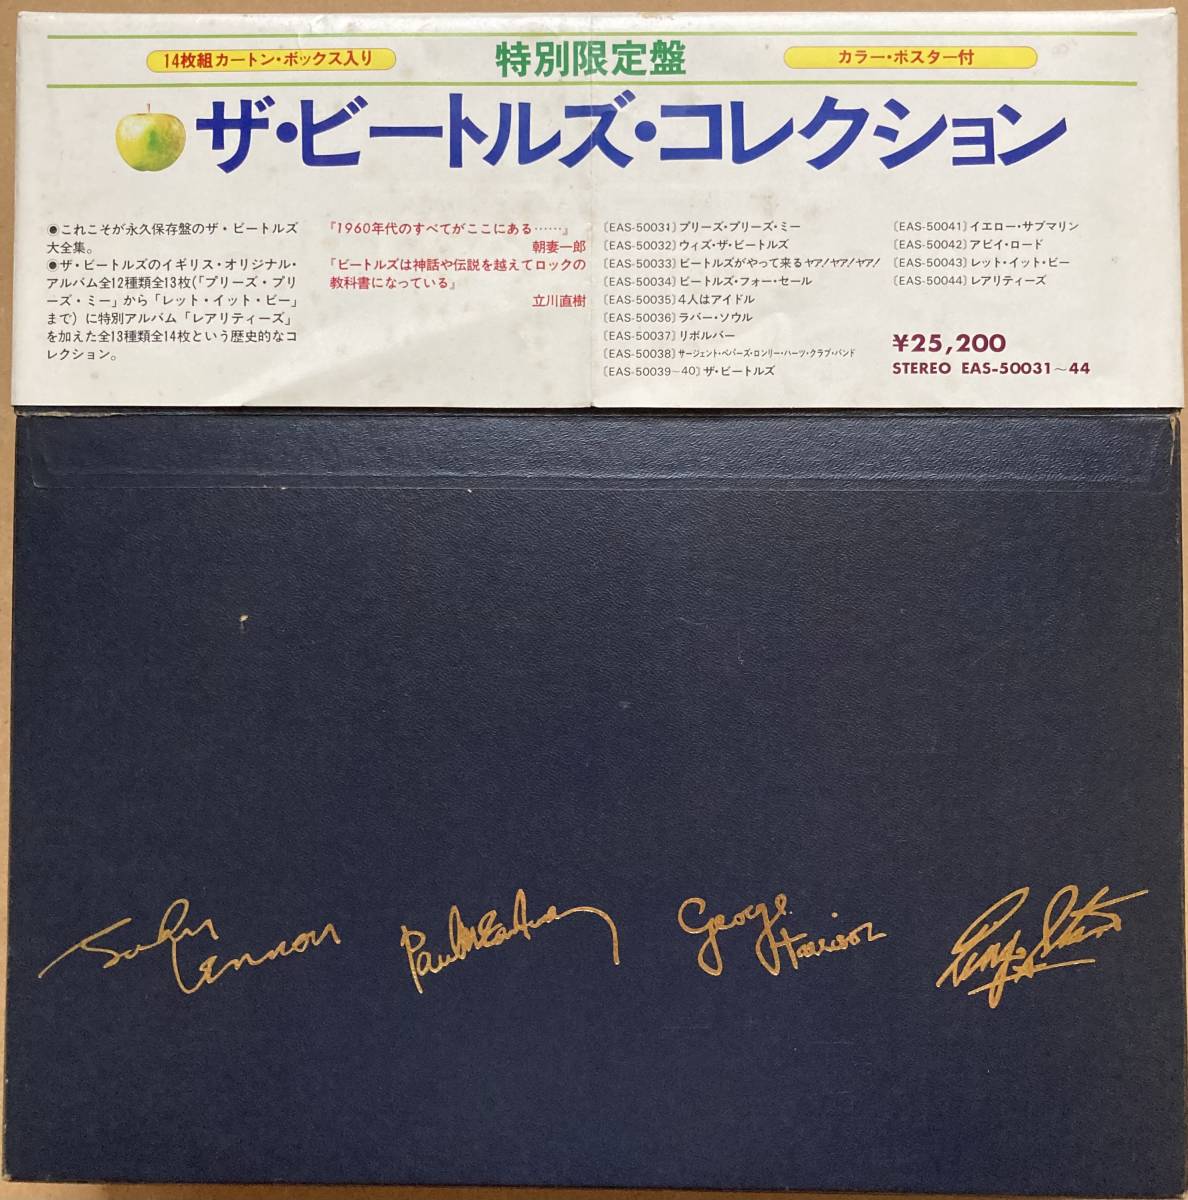 14枚組カートン・ボックス入り
特別限定盤
カラー・ポスター付
ザ・ビートルズ・コレクション
●これこそが永久保存盤のザ・ビートルズ
大全集。
●ザ・ビートルズのイギリス・オリジナル・
アルバム全12種類全13枚(「プリーズ・プリ
ーズ・ミー」から「レット・イット・ビー」
まで)に特別アルバム「レアリティーズ」
を加えた全13種類全14枚という歴史的なコ
レクション。
『1960年代のすべてがここにある……』
朝妻一郎
『ビートルズは神話や伝説を越えてロックの
教科書になっている』
立川直樹
〔EAS-50031〕プリーズ・プリーズ・ミー
〔EAS-50032〕ウィズ・ザ・ビートルズ
〔EAS-50033〕ビートルズがやって来るヤア!ヤア!ヤア!
〔EAS-50034〕ビートルズ・フォー・セール
〔EAS-50035〕4人はアイドル
〔EAS-50036〕ラバー・ソウル
〔EAS-50037〕リボルバー
〔EAS-50038〕サージェント・ペパーズ・ロンリー・ハーツ・クラブ・バンド
〔EAS-50039~40〕ザ・ビートルズ
〔EAS-50041〕イエロー・サブマリン
〔EAS-50042〕アビイ・ロード
〔EAS-50043〕レット・イット・ビー
〔EAS-50044〕レアリティーズ
¥25,200
STEREO EAS-50031~44
John Lennon
Paul McCartney
George Harrison
Ringo Starr